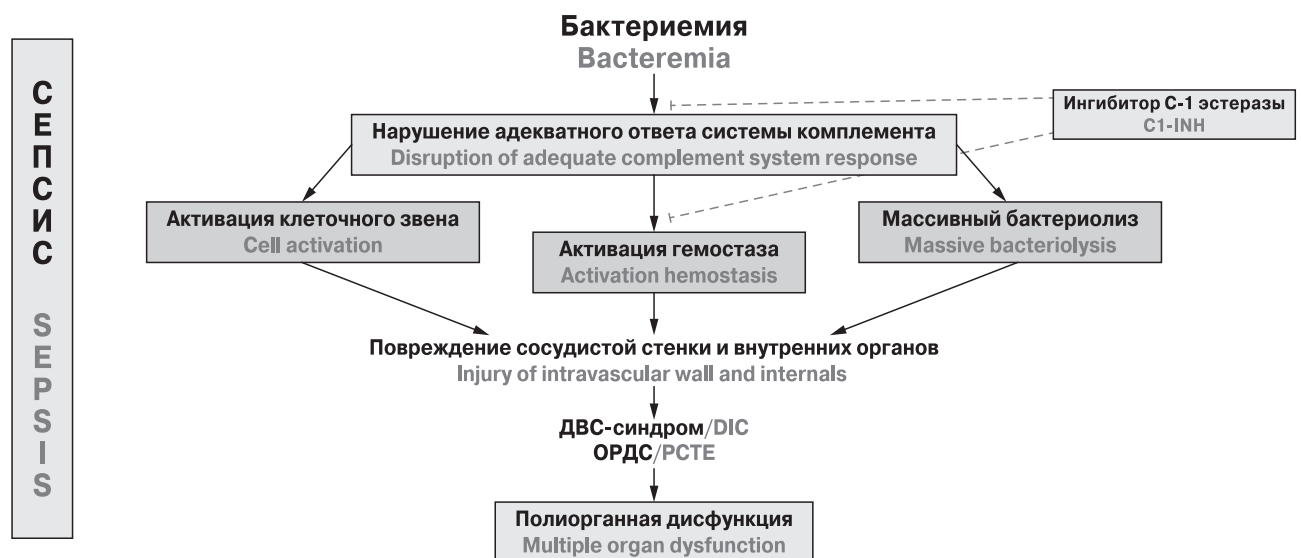 Бактериемия
Bacteremia
СЕПСИС SEPSIS
Ингибитор С-1 эстеразы
C1-INH
Нарушение адекватного ответа системы комплемента
Disruption of adequate complement system response
Активация клеточного звена
Cell activation
Активация гемостаза
Activation hemostasis
Массивный бактериолиз
Massive bacteriolysis
Повреждение сосудистой стенки и внутренних органов
Injury of intravascular wall and internals
ДВС-синдром/DIC
ОРДС/PCTE
Полиорганная дисфункция
Multiple organ dysfunction